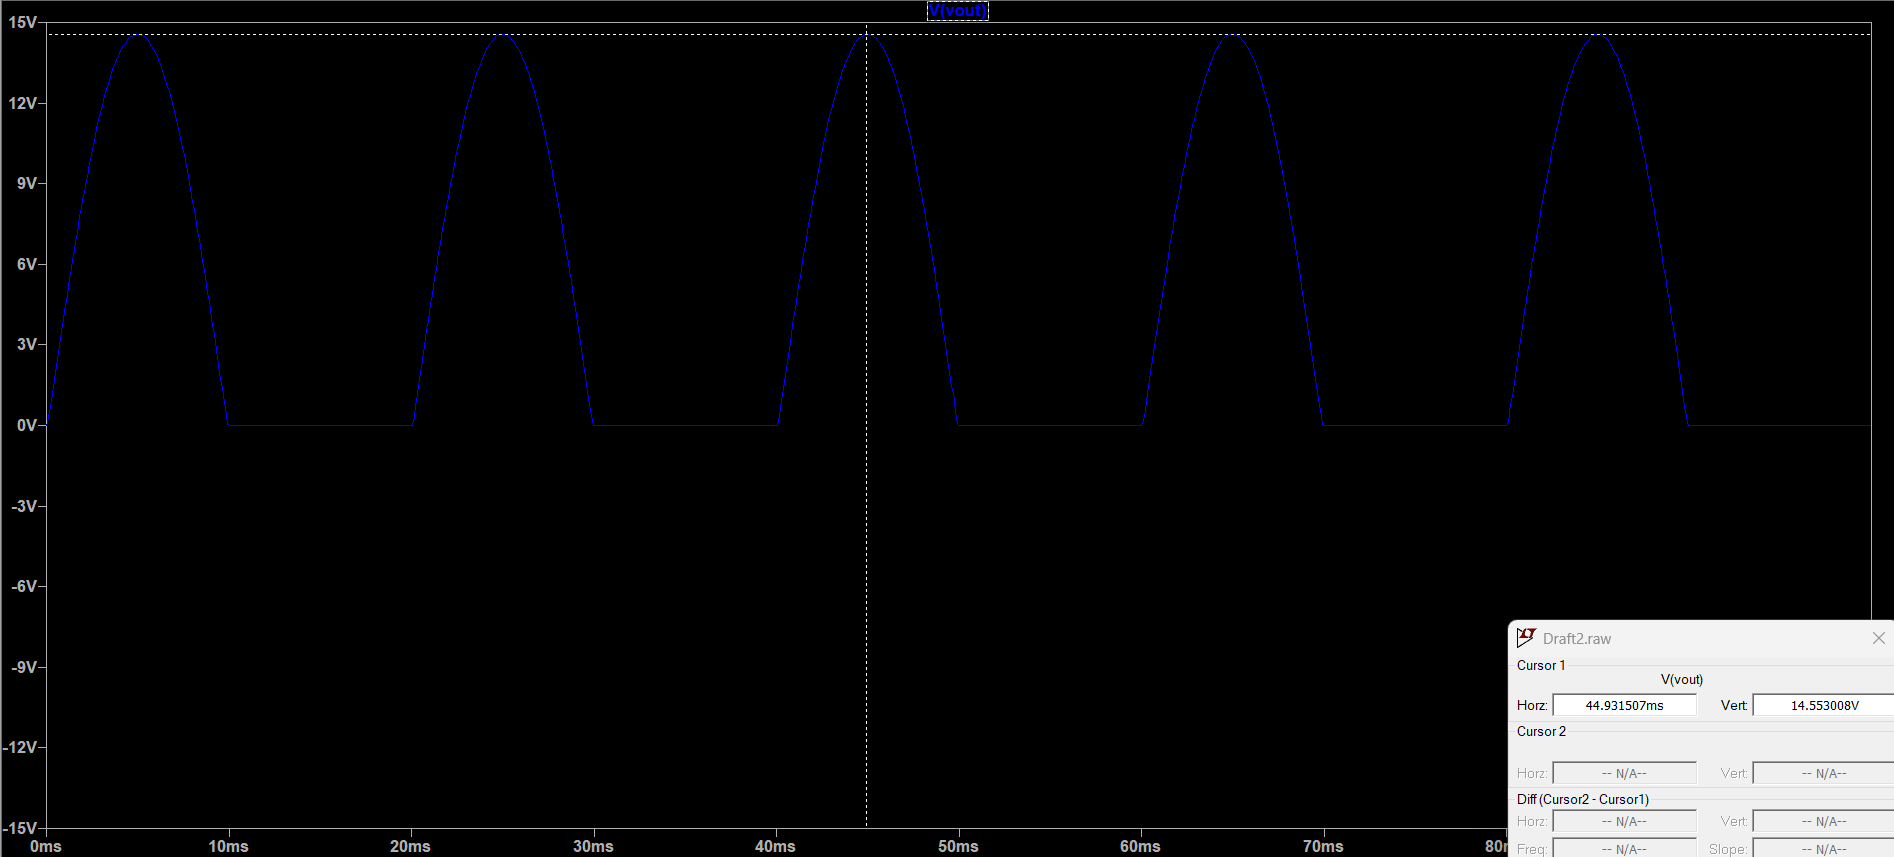 V(vout)
15V
12V
9V
6V
3V
0V
-3V
-6V
-9V
-12V
-15V
0ms 10ms 20ms 30ms 40ms 50ms 60ms 70ms
Draft2.raw
Cursor 1
V(vout)
Horz: 44.931507ms Vert: 14.553008V
Cursor 2
Horz: -- N/A-- Vert: -- N/A--
Diff (Cursor2 - Cursor1)
Horz: -- N/A-- Vert: -- N/A--
Freq: -- N/A-- Slope: -- N/A--